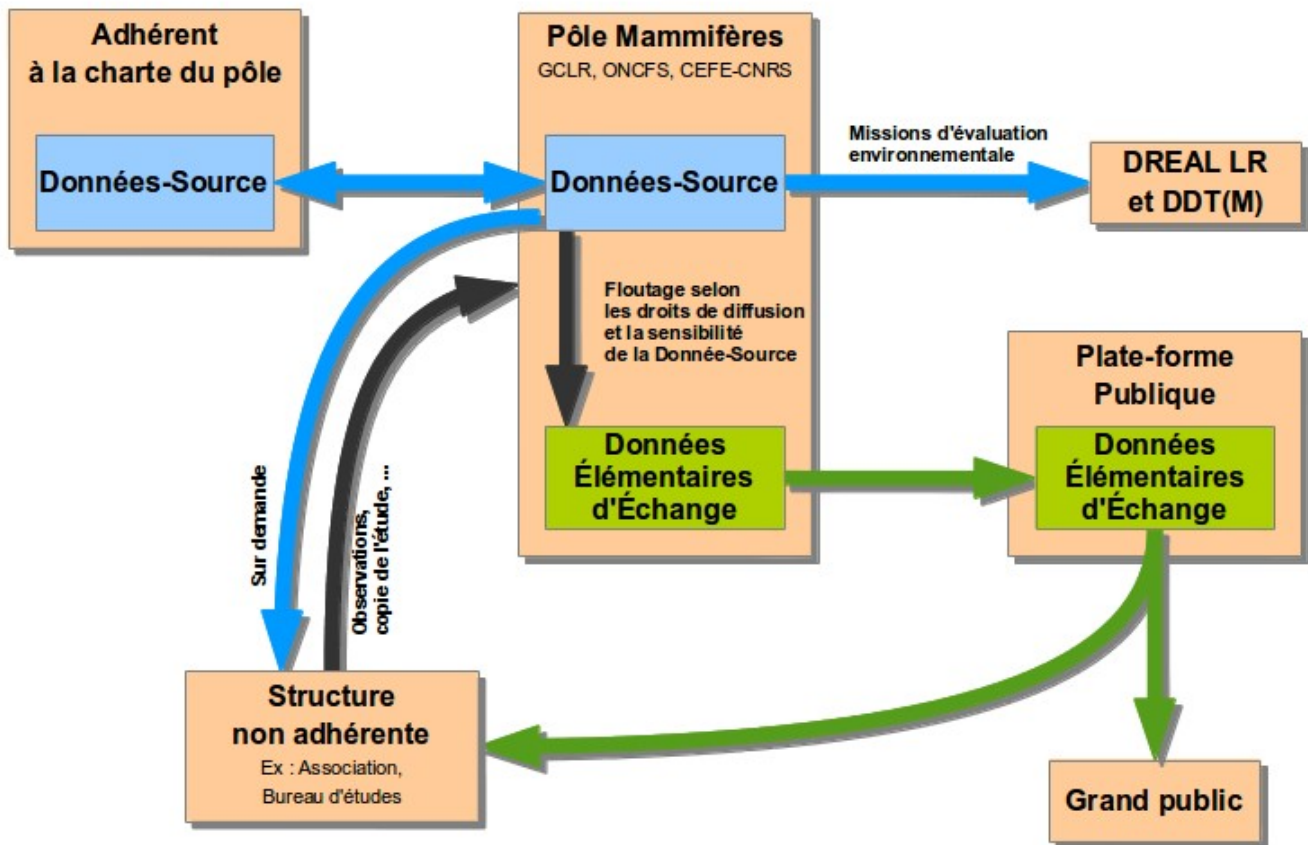 Adhérent
à la charte du pôle
Données-Source
Pôle Mammifères
GCLR, ONCFS, CEFE-CNRS
Données-Source
Missions d'évaluation
environnementale
DREAL LR
et DDT(M)
Floutage selon
les droits de diffusion
et la sensibilité
de la Donnée-Source
Données
Élémentaires
d'Échange
Plate-forme
Publique
Données
Élémentaires
d'Échange
Sur demande
Observations,
copie de l'étude, ...
Structure
non adhérente
Ex : Association,
Bureau d'études
Grand public